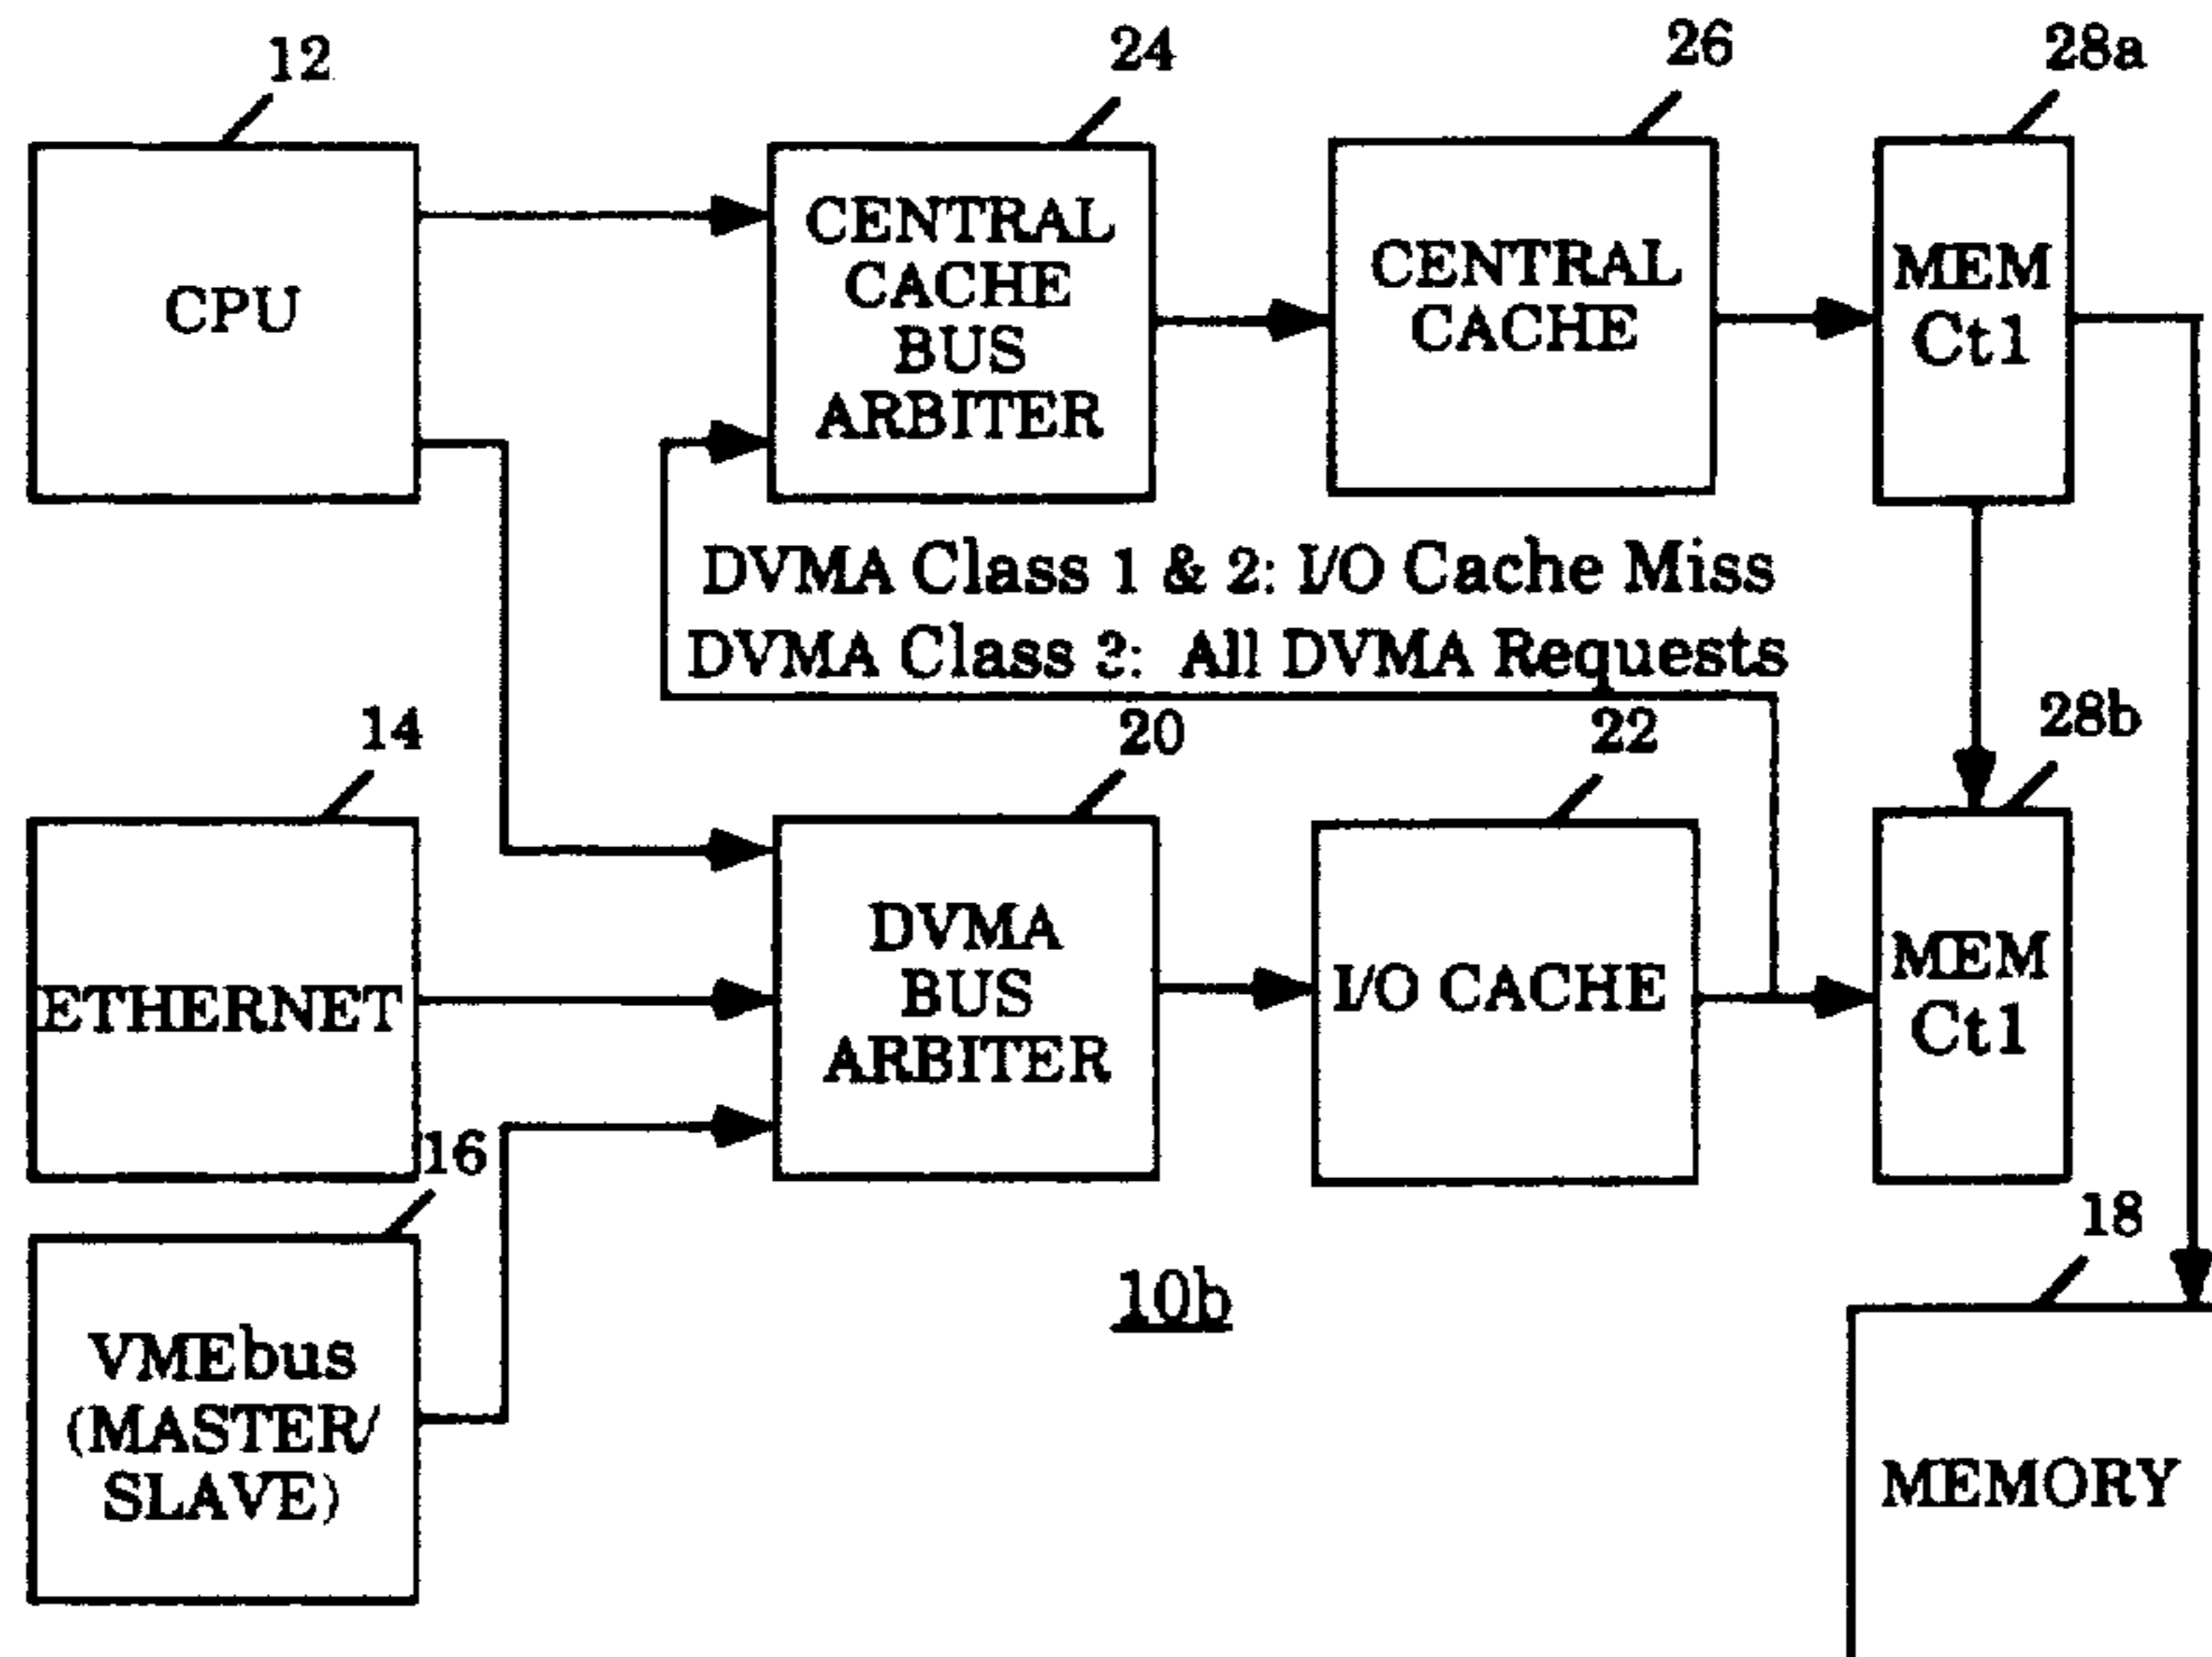 12
24
26
28a
CPU
CENTRAL
CACHE
BUS
ARBITER
CENTRAL
CACHE
MEM
Ct1
DVMA Class 1 & 2: I/O Cache Miss
DVMA Class 3: All DVMA Requests
14
20
22
28b
ETHERNET
DVMA
BUS
ARBITER
I/O CACHE
MEM
Ct1
16
18
10b
VMEbus
(MASTER/
SLAVE)
MEMORY